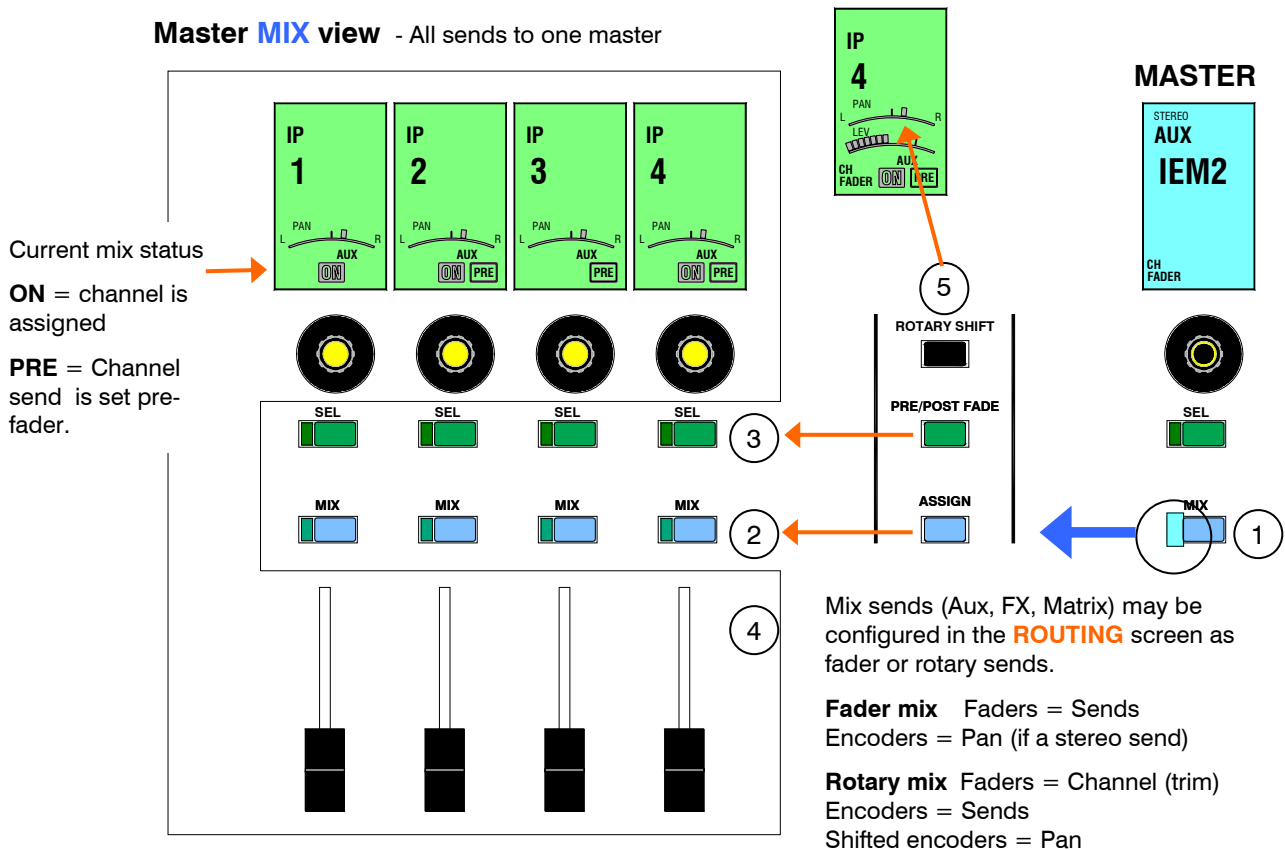 Master MIX view - All sends to one master
IP
1
PAN
L R
AUX
ON
IP
2
PAN
L R
AUX
ON PRE
IP
3
PAN
L R
AUX
PRE
IP
4
PAN
L R
AUX
ON PRE
IP
4
PAN
L R
LEV
AUX
CH
FADER ON PRE
MASTER
STEREO
AUX
IEM2
CH
FADER
Current mix status
ON = channel is
assigned
PRE = Channel
send is set pre-
fader.
5
ROTARY SHIFT
SEL SEL SEL SEL
3
PRE/POST FADE
SEL
MIX MIX MIX MIX
2
ASSIGN
MIX
1
4
Mix sends (Aux, FX, Matrix) may be
configured in the ROUTING screen as
fader or rotary sends.
Fader mix Faders = Sends
Encoders = Pan (if a stereo send)
Rotary mix Faders = Channel (trim)
Encoders = Sends
Shifted encoders = Pan